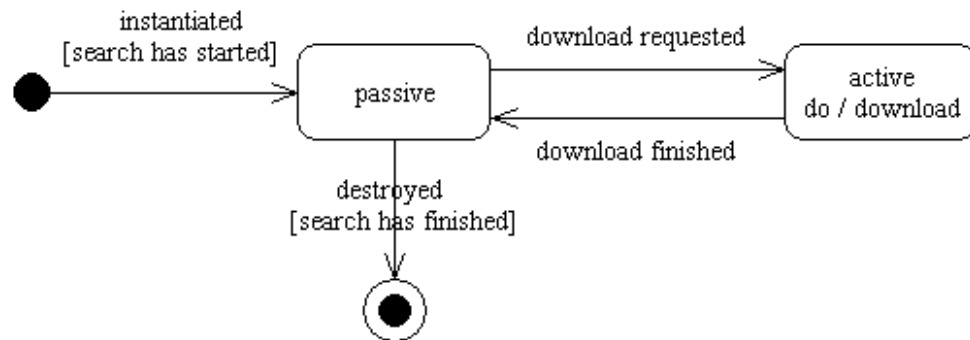 instantiated
[search has started]
download requested
passive
active
do / download
download finished
destroyed
[search has finished]